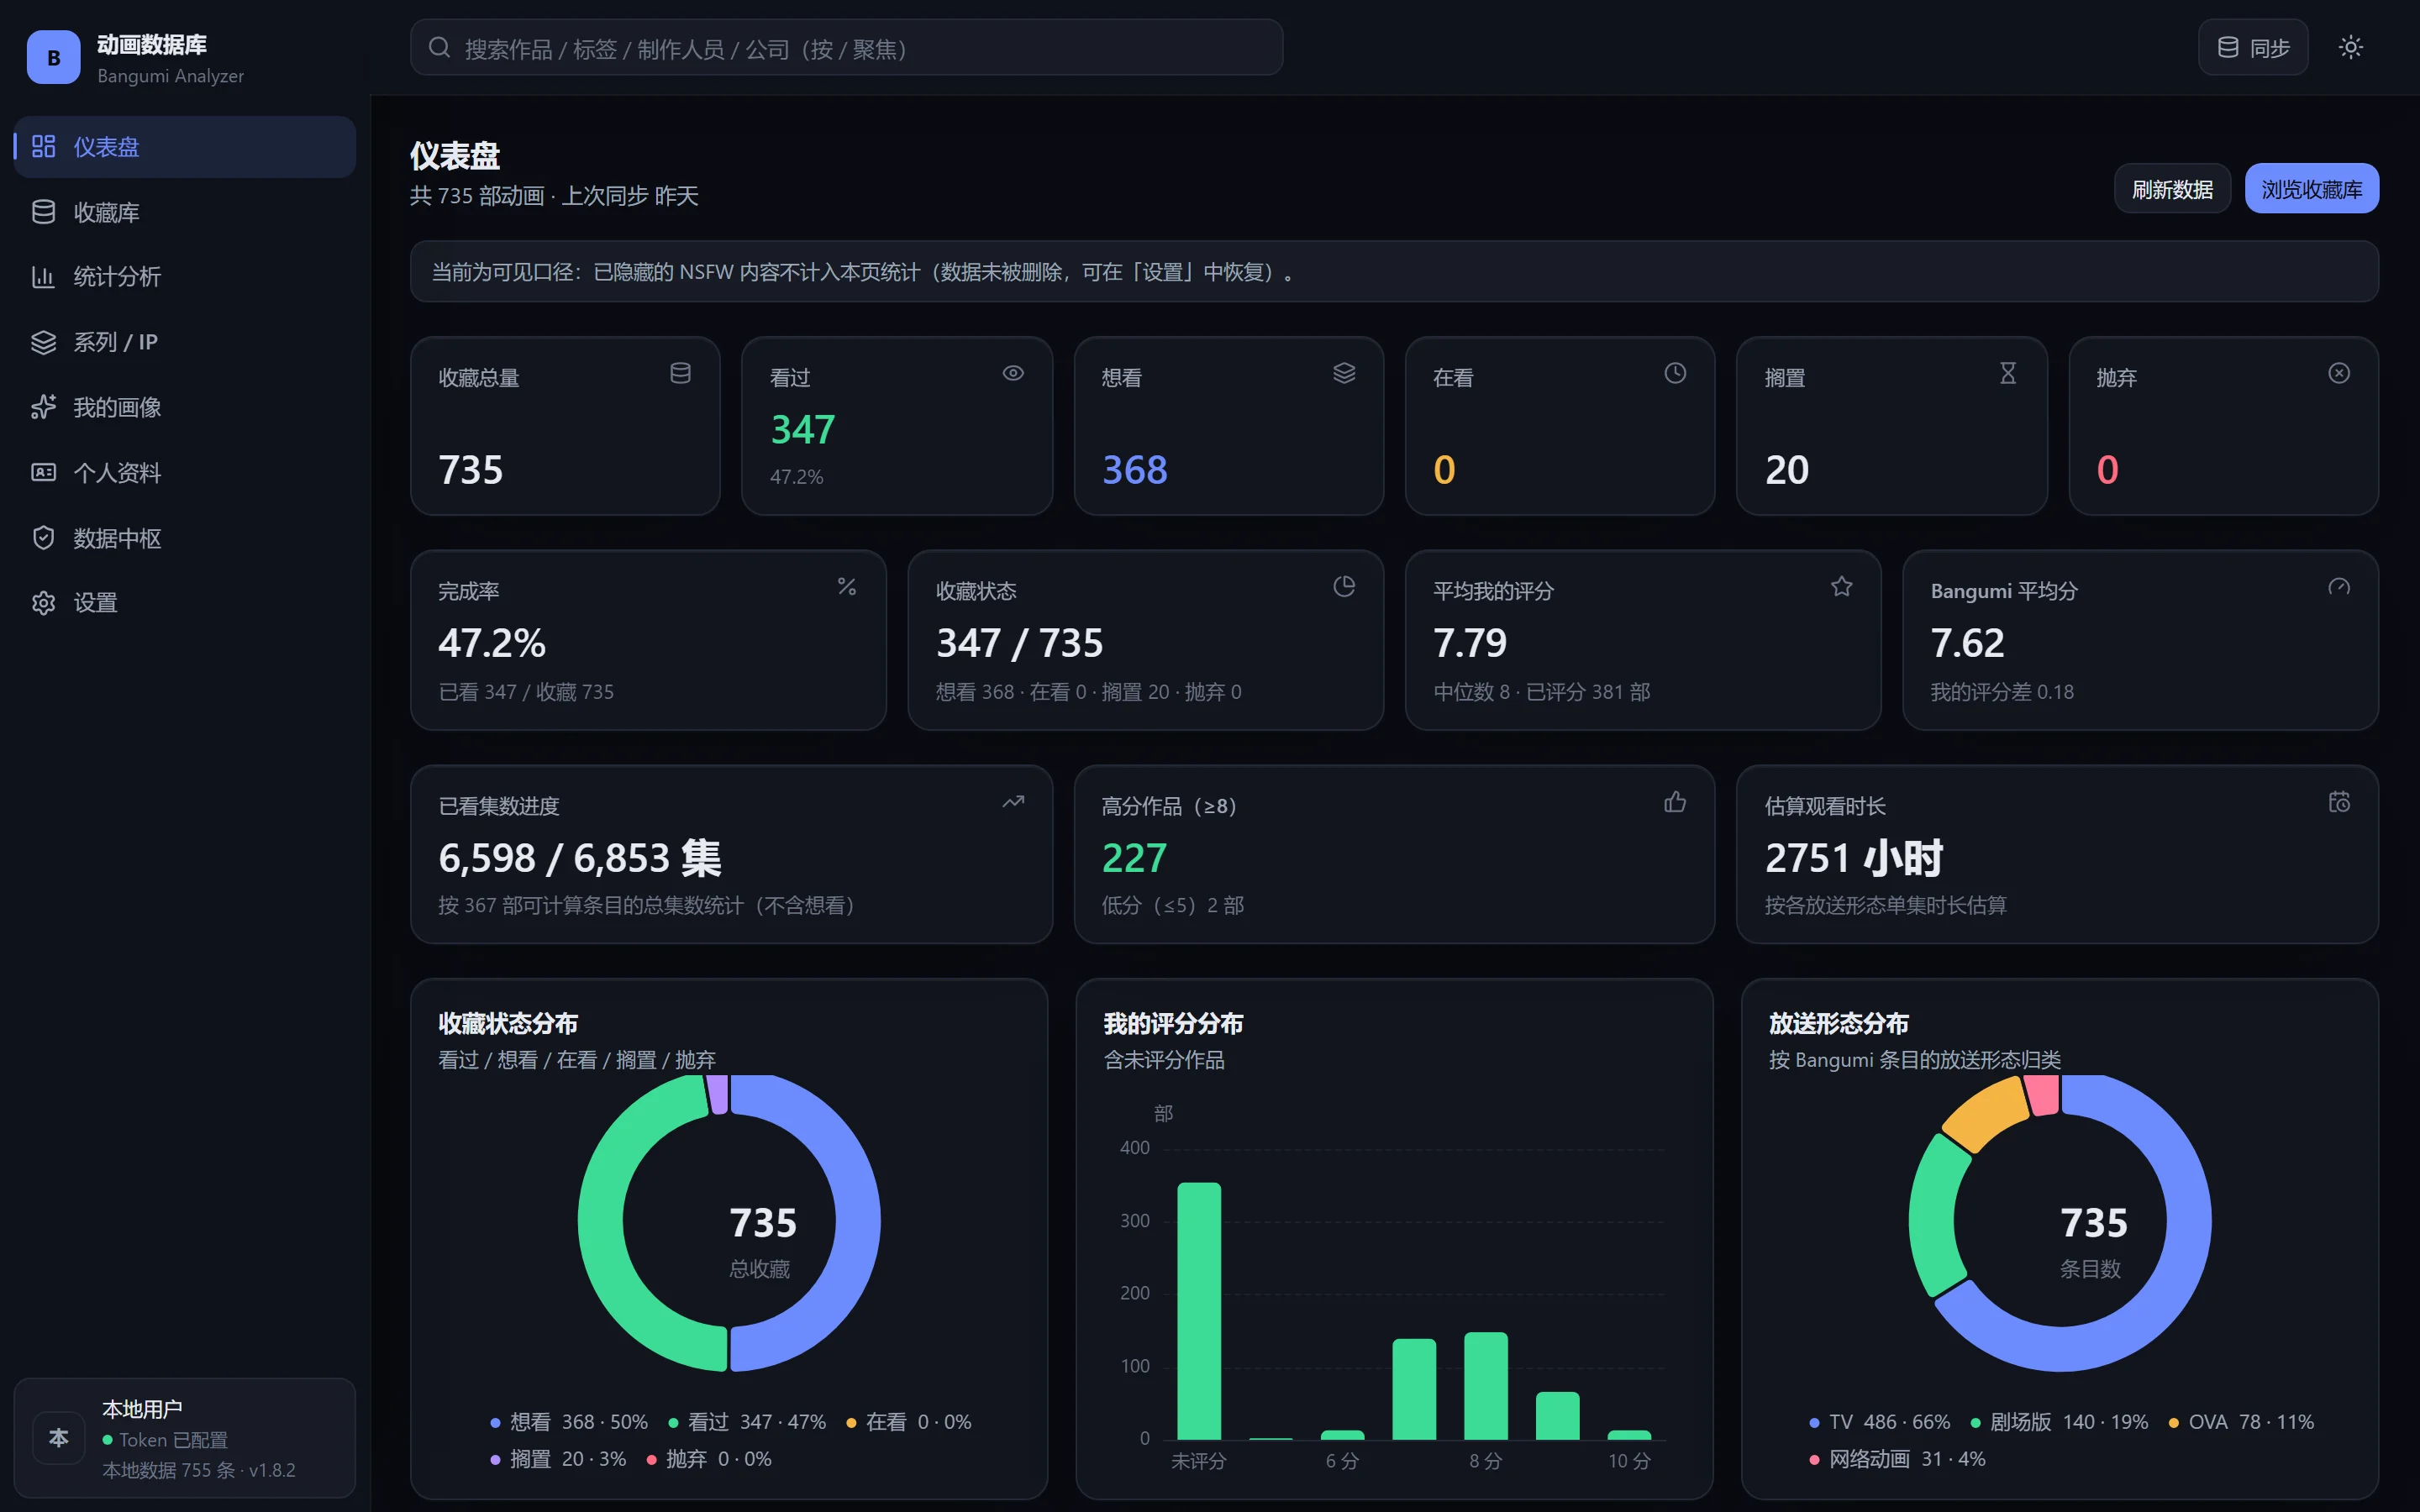 B
动画数据库
Bangumi Analyzer
搜索作品 / 标签 / 制作人员 / 公司（按 / 聚焦）
同步
仪表盘
收藏库
统计分析
系列 / IP
我的画像
个人资料
数据中枢
设置
本
本地用户
Token 已配置
本地数据 755 条 · v1.8.2
仪表盘
共 735 部动画 · 上次同步 昨天
刷新数据
浏览收藏库
当前为可见口径：已隐藏的 NSFW 内容不计入本页统计（数据未被删除，可在「设置」中恢复）。
收藏总量
735
看过
347
47.2%
想看
368
在看
0
搁置
20
抛弃
0
完成率
47.2%
已看 347 / 收藏 735
收藏状态
347 / 735
想看 368 · 在看 0 · 搁置 20 · 抛弃 0
平均我的评分
7.79
中位数 8 · 已评分 381 部
Bangumi 平均分
7.62
我的评分差 0.18
已看集数进度
6,598 / 6,853 集
按 367 部可计算条目的总集数统计（不含想看）
高分作品（≥8）
227
低分（≤5）2 部
估算观看时长
2751 小时
按各放送形态单集时长估算
收藏状态分布
看过 / 想看 / 在看 / 搁置 / 抛弃
735
总收藏
想看 368 · 50% 看过 347 · 47% 在看 0 · 0%
搁置 20 · 3% 抛弃 0 · 0%
我的评分分布
含未评分作品
部
400
300
200
100
0
未评分 6 分 8 分 10 分
放送形态分布
按 Bangumi 条目的放送形态归类
735
条目数
TV 486 · 66% 剧场版 140 · 19% OVA 78 · 11%
网络动画 31 · 4%